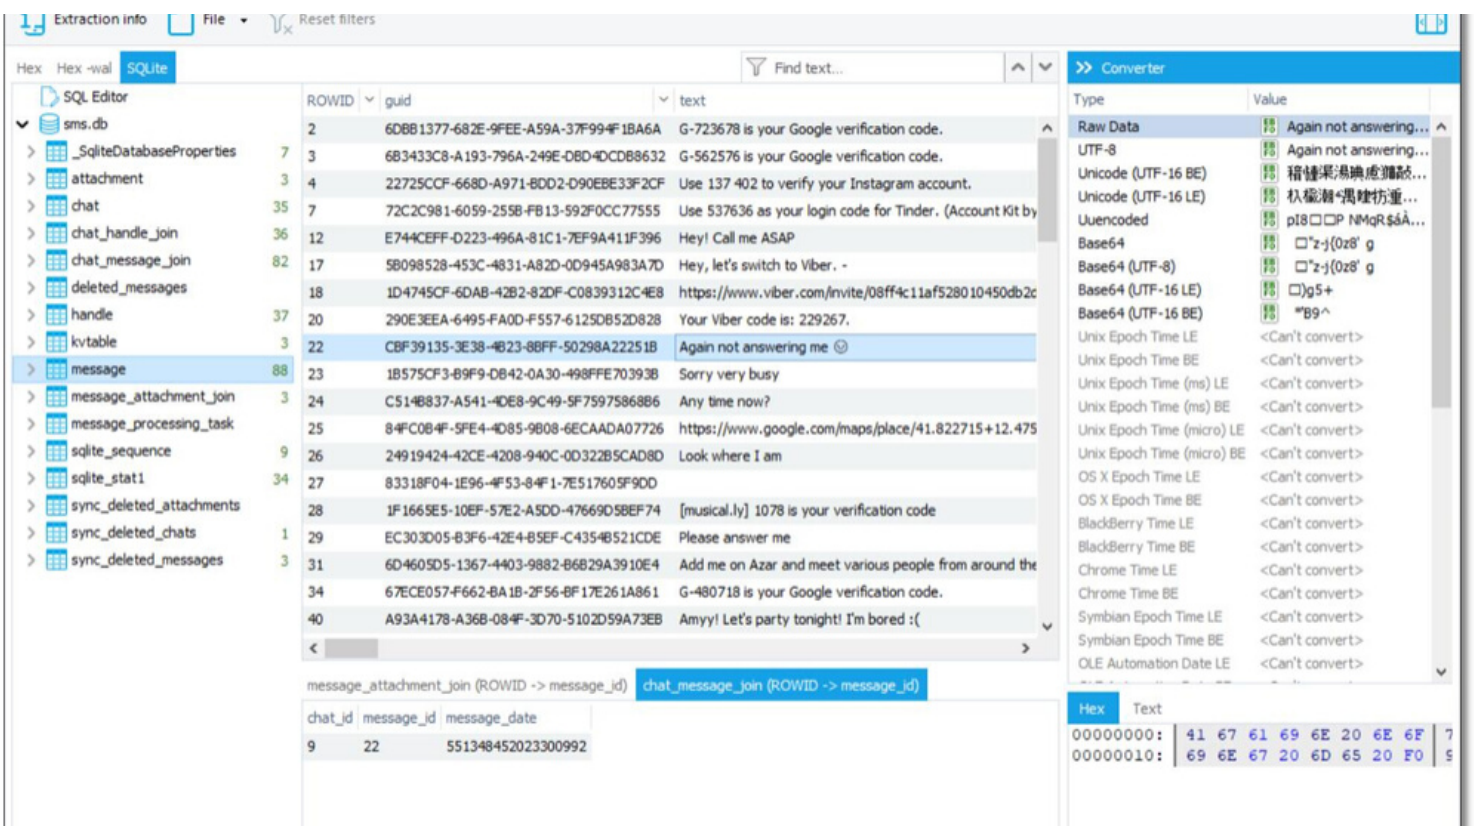 Extraction info File Reset filters
Hex Hex -wal SQLite
Find text...
SQL Editor
sms.db
_SqliteDatabaseProperties 7
attachment 3
chat 35
chat_handle_join 36
chat_message_join 82
deleted_messages
handle 37
kvtable 3
message 88
message_attachment_join 3
message_processing_task
sqlite_sequence 9
sqlite_stat1 34
sync_deleted_attachments
sync_deleted_chats 1
sync_deleted_messages 3
ROWID guid text
2 6DBB1377-682E-9FEE-A59A-37F994F1BA6A G-723678 is your Google verification code.
3 6B3433C8-A193-796A-249E-DBD4DCDB8632 G-562576 is your Google verification code.
4 22725CCF-668D-A971-BDD2-D90EBE33F2CF Use 137 402 to verify your Instagram account.
7 72C2C981-6059-255B-FB13-592F0CC77555 Use 537636 as your login code for Tinder. (Account Kit by
12 E744CEFF-D223-496A-81C1-7EF9A411F396 Hey! Call me ASAP
17 5B098528-453C-4831-A82D-0D945A983A7D Hey, let's switch to Viber. -
18 1D4745CF-6DAB-42B2-82DF-C0839312C4E8 https://www.viber.com/invite/08ff4c11af528010450db2c
20 290E3EEA-6495-FA0D-F557-6125DB52D828 Your Viber code is: 229267.
22 CBF39135-3E38-4B23-8BFF-50298A22251B Again not answering me
23 1B575CF3-B9F9-DB42-0A30-498FFE70393B Sorry very busy
24 C514B837-A541-4DE8-9C49-5F75975868B6 Any time now?
25 84FC0B4F-5FE4-4D85-9B08-6ECAADA07726 https://www.google.com/maps/place/41.822715+12.475
26 24919424-42CE-4208-940C-0D322B5CAD8D Look where I am
27 83318F04-1E96-4F53-84F1-7E517605F9DD
28 1F1665E5-10EF-57E2-A5DD-47669D5BEF74 [musical.ly] 1078 is your verification code
29 EC303D05-B3F6-42E4-B5EF-C4354B521CDE Please answer me
31 6D4605D5-1367-4403-9882-B6B29A3910E4 Add me on Azar and meet various people from around the
34 67ECE057-F662-BA1B-2F56-BF17E261A861 G-480718 is your Google verification code.
40 A93A4178-A36B-084F-3D70-5102D59A73EB Amyy! Let's party tonight! I'm bored :(
message_attachment_join (ROWID -> message_id) chat_message_join (ROWID -> message_id)
chat_id message_id message_date
9 22 551348452023300992
Converter
Type Value
Raw Data Again not answering...
UTF-8 Again not answering...
Unicode (UTF-16 BE)
Unicode (UTF-16 LE)
Uuencoded
Base64
Base64 (UTF-8)
Base64 (UTF-16 LE)
Base64 (UTF-16 BE)
Unix Epoch Time LE <Can't convert>
Unix Epoch Time BE <Can't convert>
Unix Epoch Time (ms) LE <Can't convert>
Unix Epoch Time (ms) BE <Can't convert>
Unix Epoch Time (micro) LE <Can't convert>
Unix Epoch Time (micro) BE <Can't convert>
OS X Epoch Time LE <Can't convert>
OS X Epoch Time BE <Can't convert>
BlackBerry Time LE <Can't convert>
BlackBerry Time BE <Can't convert>
Chrome Time LE <Can't convert>
Chrome Time BE <Can't convert>
Symbian Epoch Time LE <Can't convert>
Symbian Epoch Time BE <Can't convert>
OLE Automation Date LE <Can't convert>
Hex Text
00000000: 41 67 61 69 6E 20 6E 6F 7
00000010: 69 6E 67 20 6D 65 20 F0 9